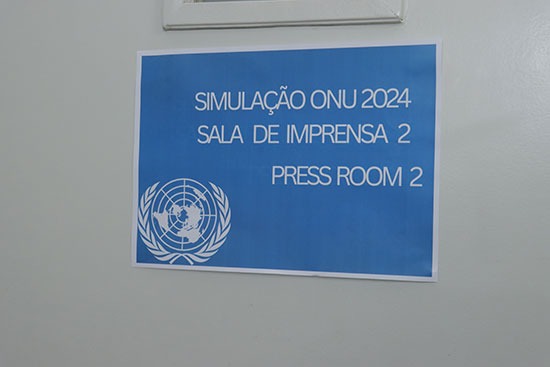 SIMULAÇÃO ONU 2024
SALA DE IMPRENSA 2
PRESS ROOM 2